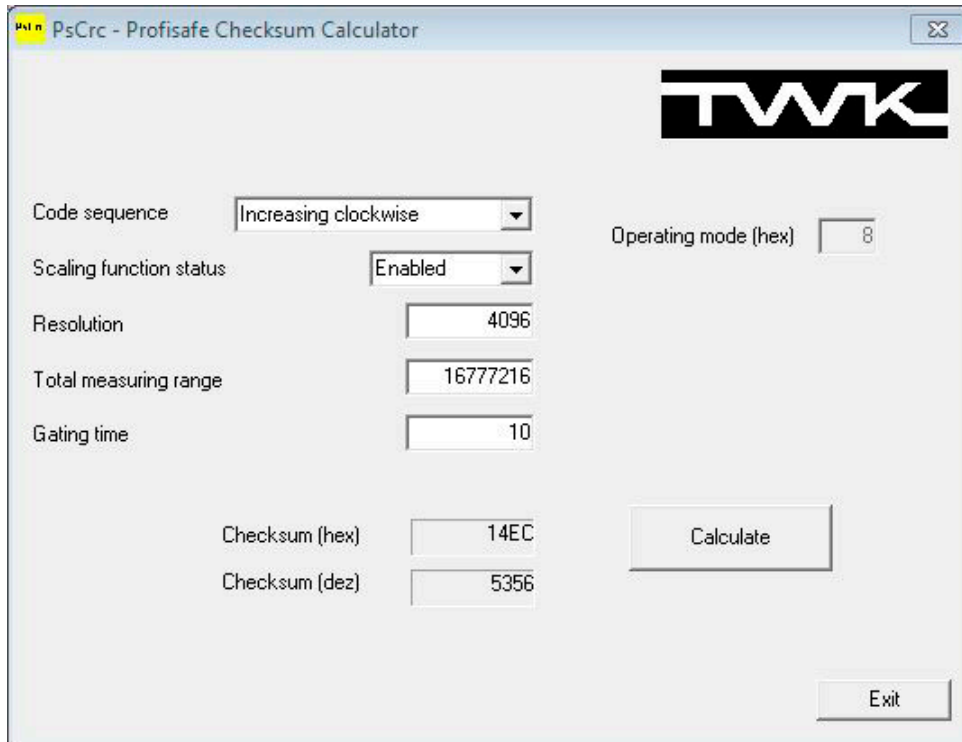 PsCrc - Profisafe Checksum Calculator
TWK
Code sequence
Increasing clockwise
Operating mode (hex)
8
Scaling function status
Enabled
Resolution
4096
Total measuring range
16777216
Gating time
10
Checksum (hex)
14EC
Calculate
Checksum (dez)
5356
Exit